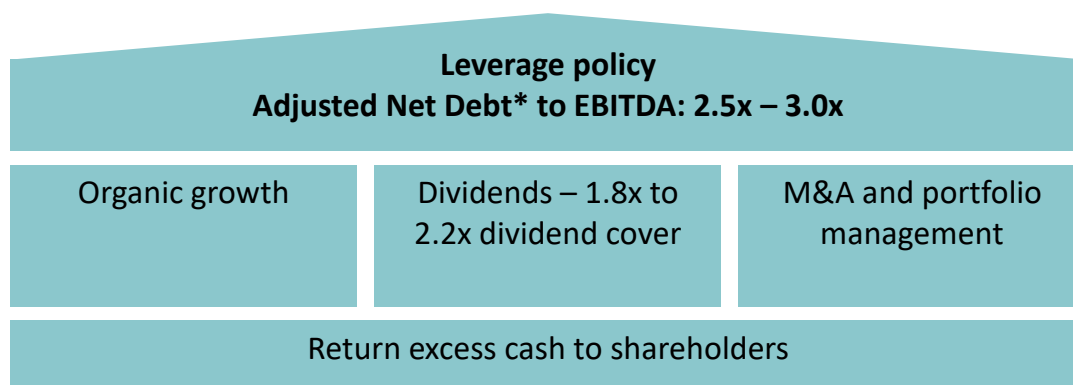 Leverage policy
Adjusted Net Debt* to EBITDA: 2.5x – 3.0x
Organic growth
Dividends – 1.8x to
2.2x dividend cover
M&A and portfolio
management
Return excess cash to shareholders